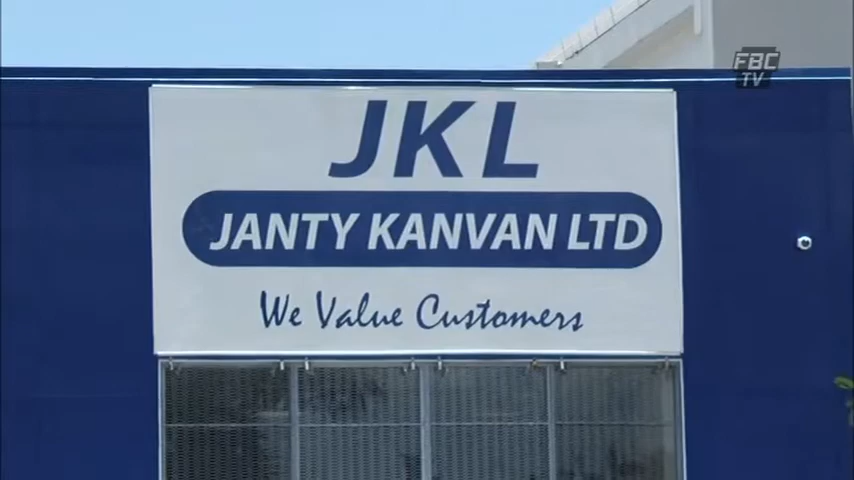 FBC
TV
JKL
JANTY KANVAN LTD
We Value Customers